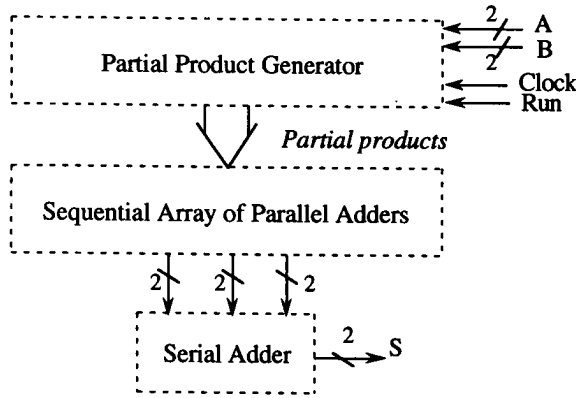 2 A
2 B
Partial Product Generator
Clock
Run
Partial products
Sequential Array of Parallel Adders
2 2 2
2
Serial Adder S